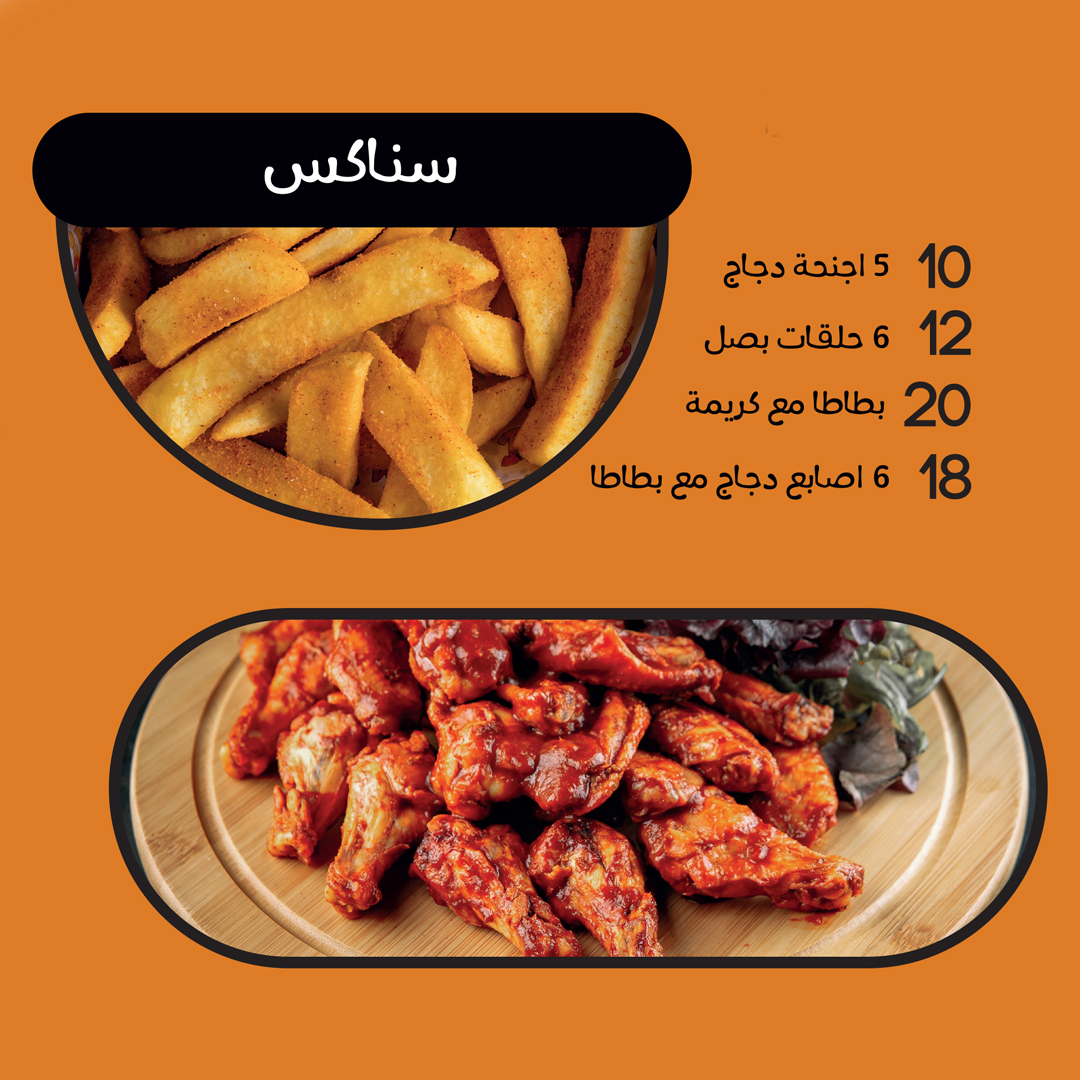 سناكس
10 5 اجنحة دجاج
12 6 حلقات بصل
20 بطاطا مع كريمة
18 6 اصابع دجاج مع بطاطا